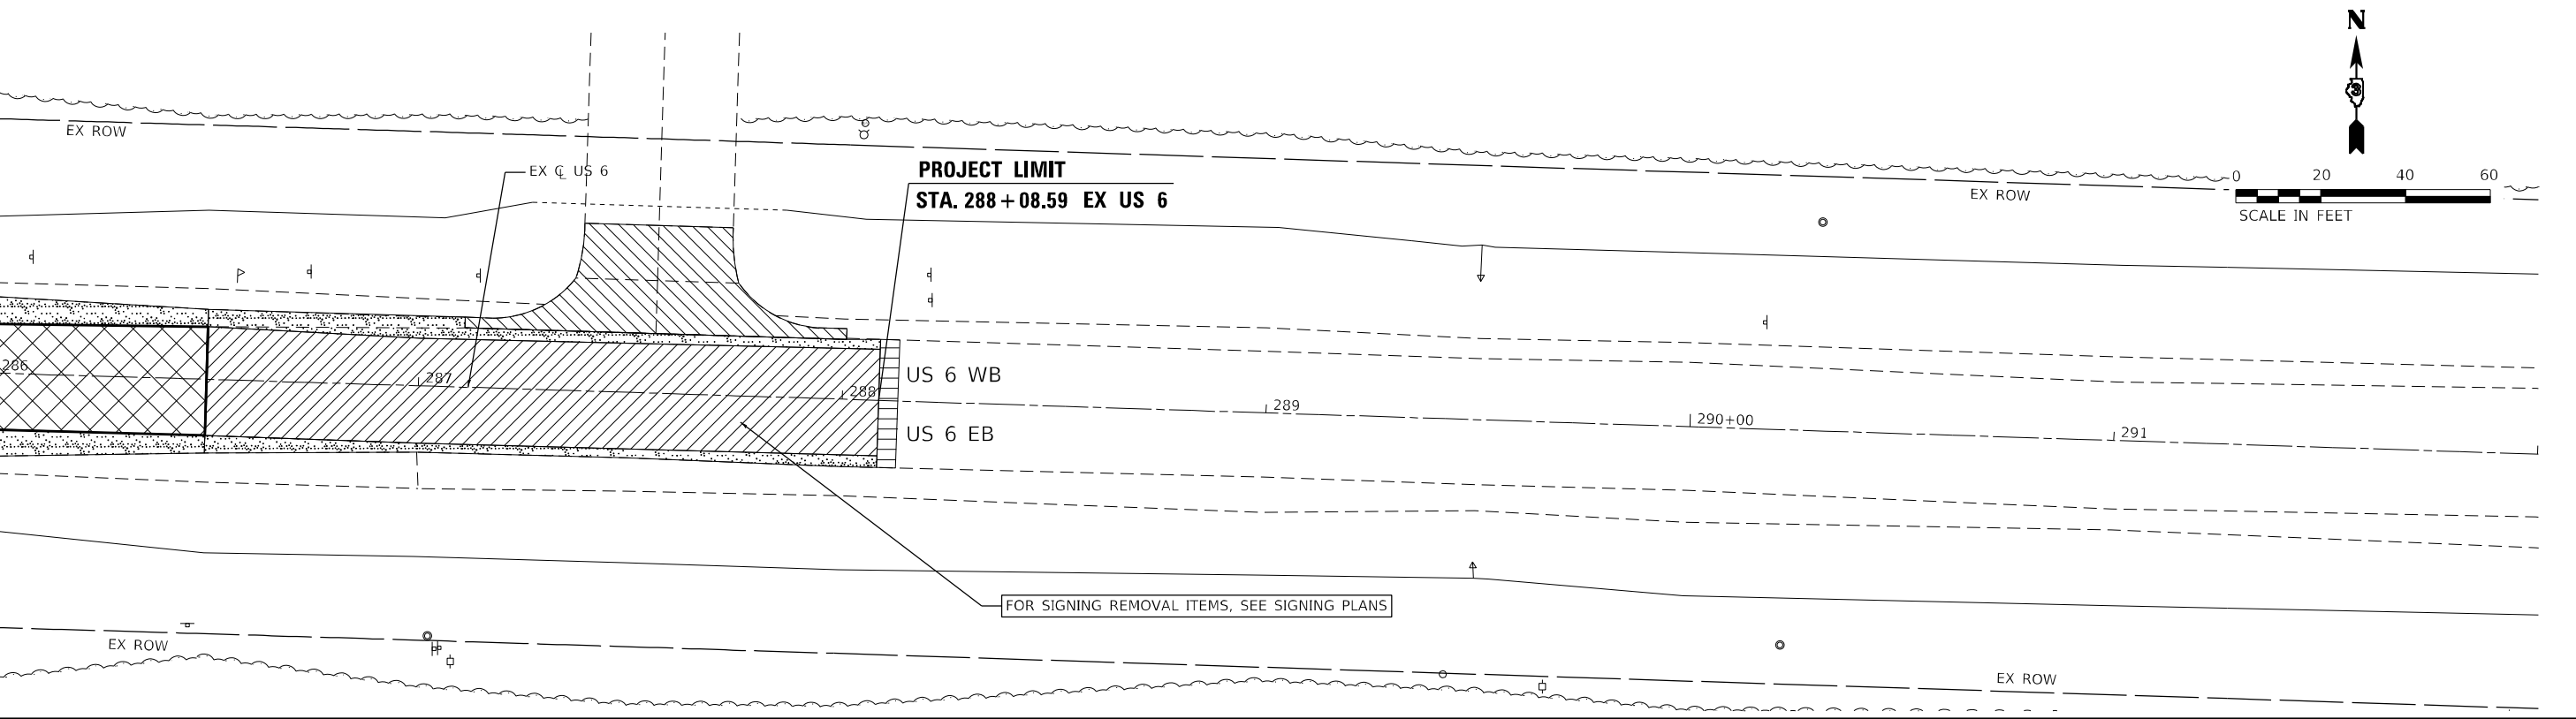 N
3
EX ROW
EX ℄ US 6
PROJECT LIMIT
STA. 288+08.59 EX US 6
EX ROW
0 20 40 60
SCALE IN FEET
286
287
288
US 6 WB
289
290+00
291
US 6 EB
FOR SIGNING REMOVAL ITEMS, SEE SIGNING PLANS
EX ROW
EX ROW